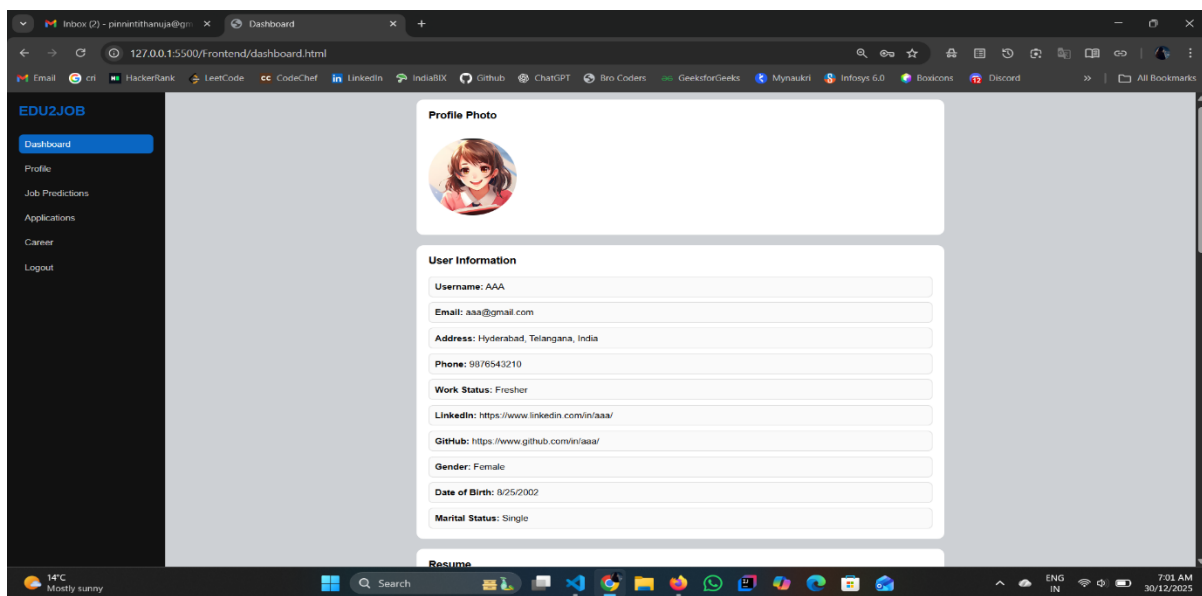 Inbox (2) - pinnintithanuja@gm
Dashboard
127.0.0.1:5500/Frontend/dashboard.html
Email cri HackerRank LeetCode CodeChef LinkedIn IndiaBIX Github ChatGPT Bro Coders GeeksforGeeks Mynaukri Infosys 6.0 Boxicons Discord » All Bookmarks
EDU2JOB
Dashboard
Profile
Job Predictions
Applications
Career
Logout
Profile Photo
User Information
Username: AAA
Email: aaa@gmail.com
Address: Hyderabad, Telangana, India
Phone: 9876543210
Work Status: Fresher
LinkedIn: https://www.linkedin.com/in/aaa/
GitHub: https://www.github.com/in/aaa/
Gender: Female
Date of Birth: 8/25/2002
Marital Status: Single
Resume
14°C
Mostly sunny
Search
ENG
IN
7:01 AM
30/12/2025